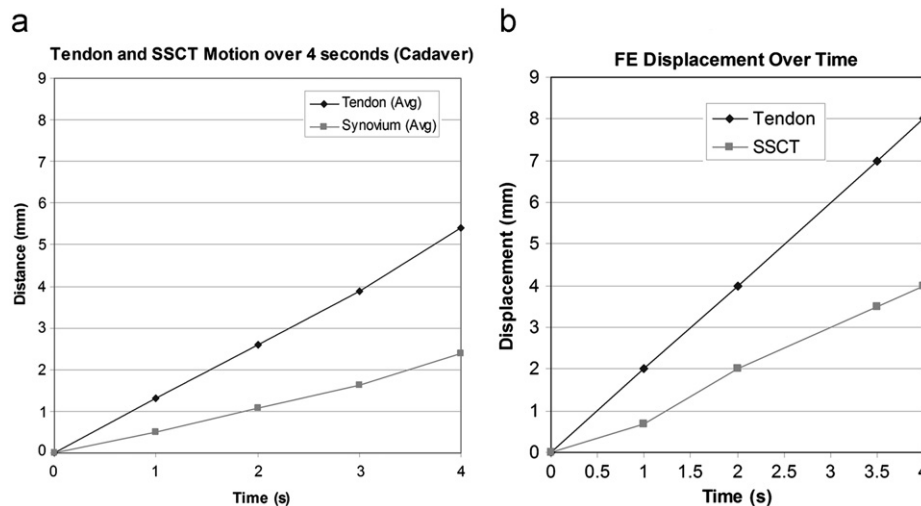 a
Tendon and SSCT Motion over 4 seconds (Cadaver)
9
8
7
6
5
4
3
2
1
0
Distance (mm)
Tendon (Avg)
Synovium (Avg)
0 1 2 3 4
Time (s)
b
FE Displacement Over Time
9
8
7
6
5
4
3
2
1
0
Displacement (mm)
Tendon
SSCT
0 0.5 1 1.5 2 2.5 3 3.5 4
Time (s)